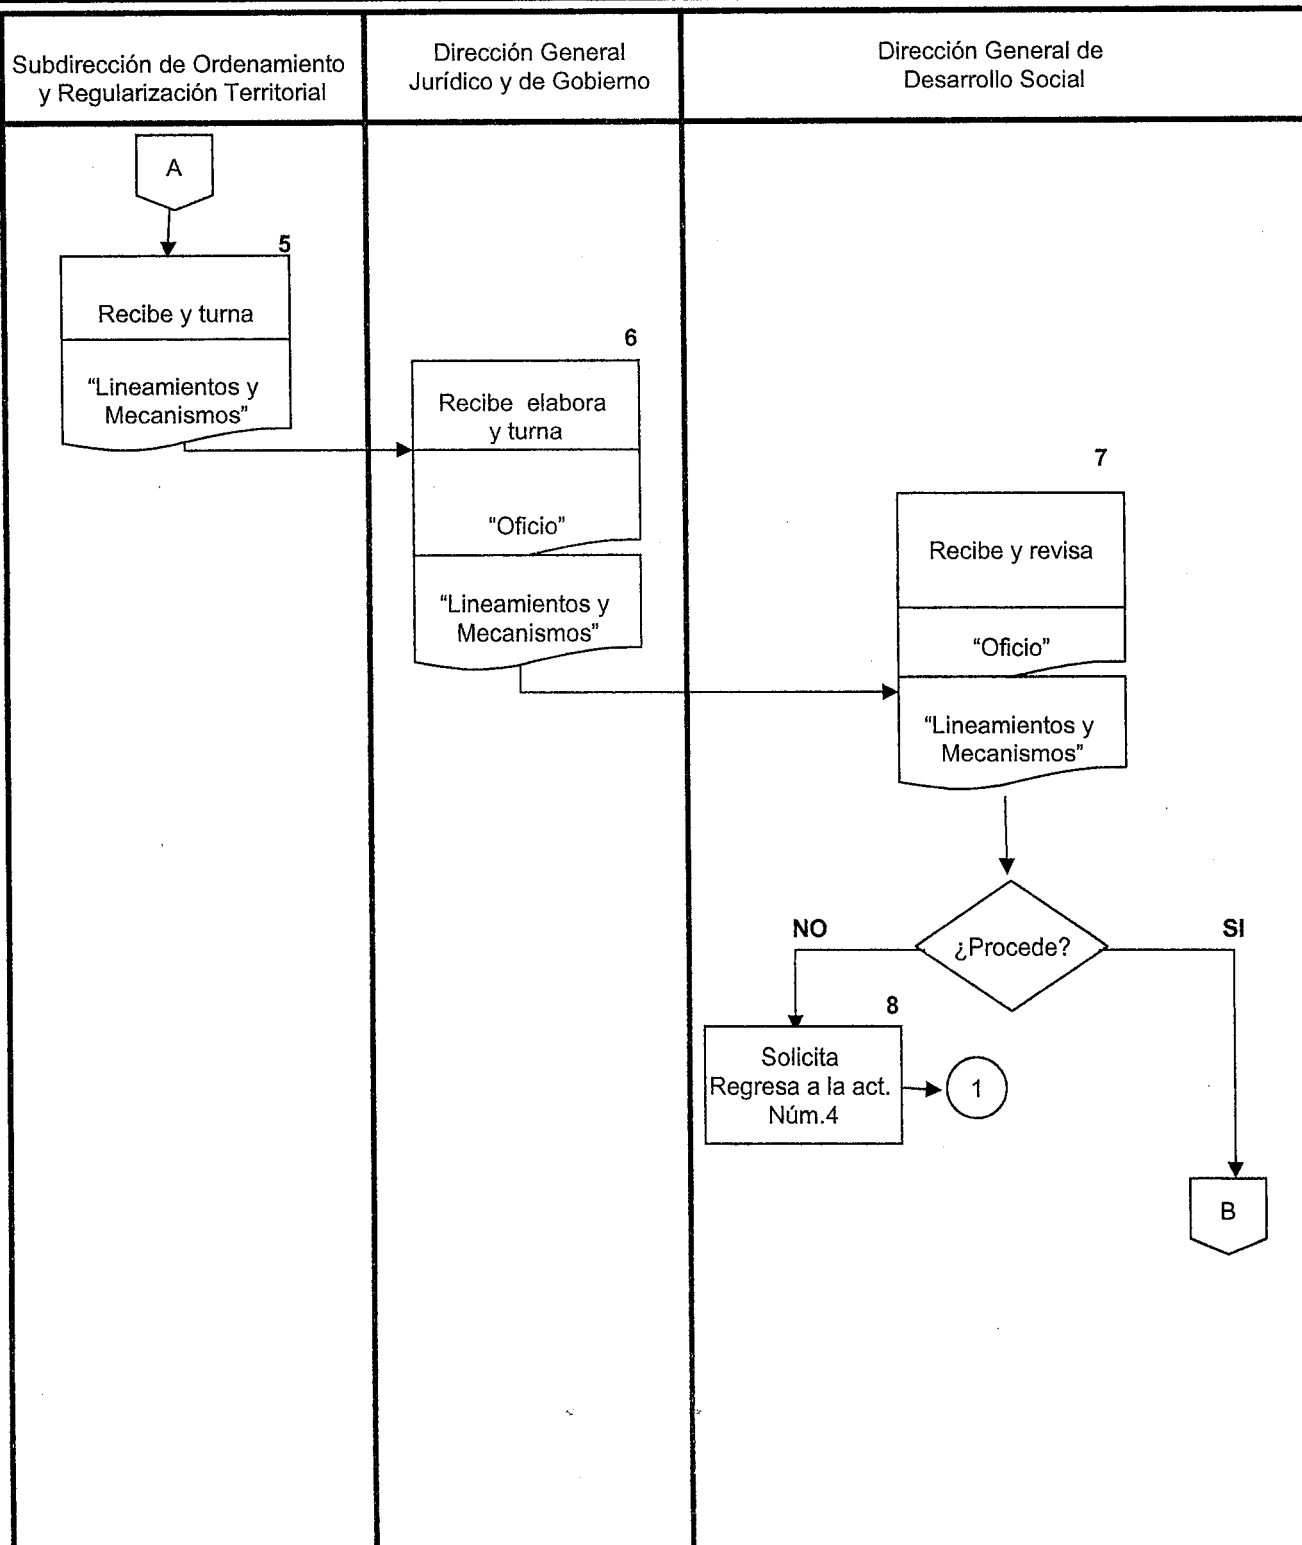 Subdirección de Ordenamiento
y Regularización Territorial
Dirección General
Jurídico y de Gobierno
Dirección General de
Desarrollo Social
A
5
Recibe y turna
“Lineamientos y
Mecanismos”
6
Recibe elabora
y turna
“Oficio”
“Lineamientos y
Mecanismos”
7
Recibe y revisa
“Oficio”
“Lineamientos y
Mecanismos”
¿Procede?
NO
SI
8
Solicita
Regresa a la act.
Núm.4
1
B